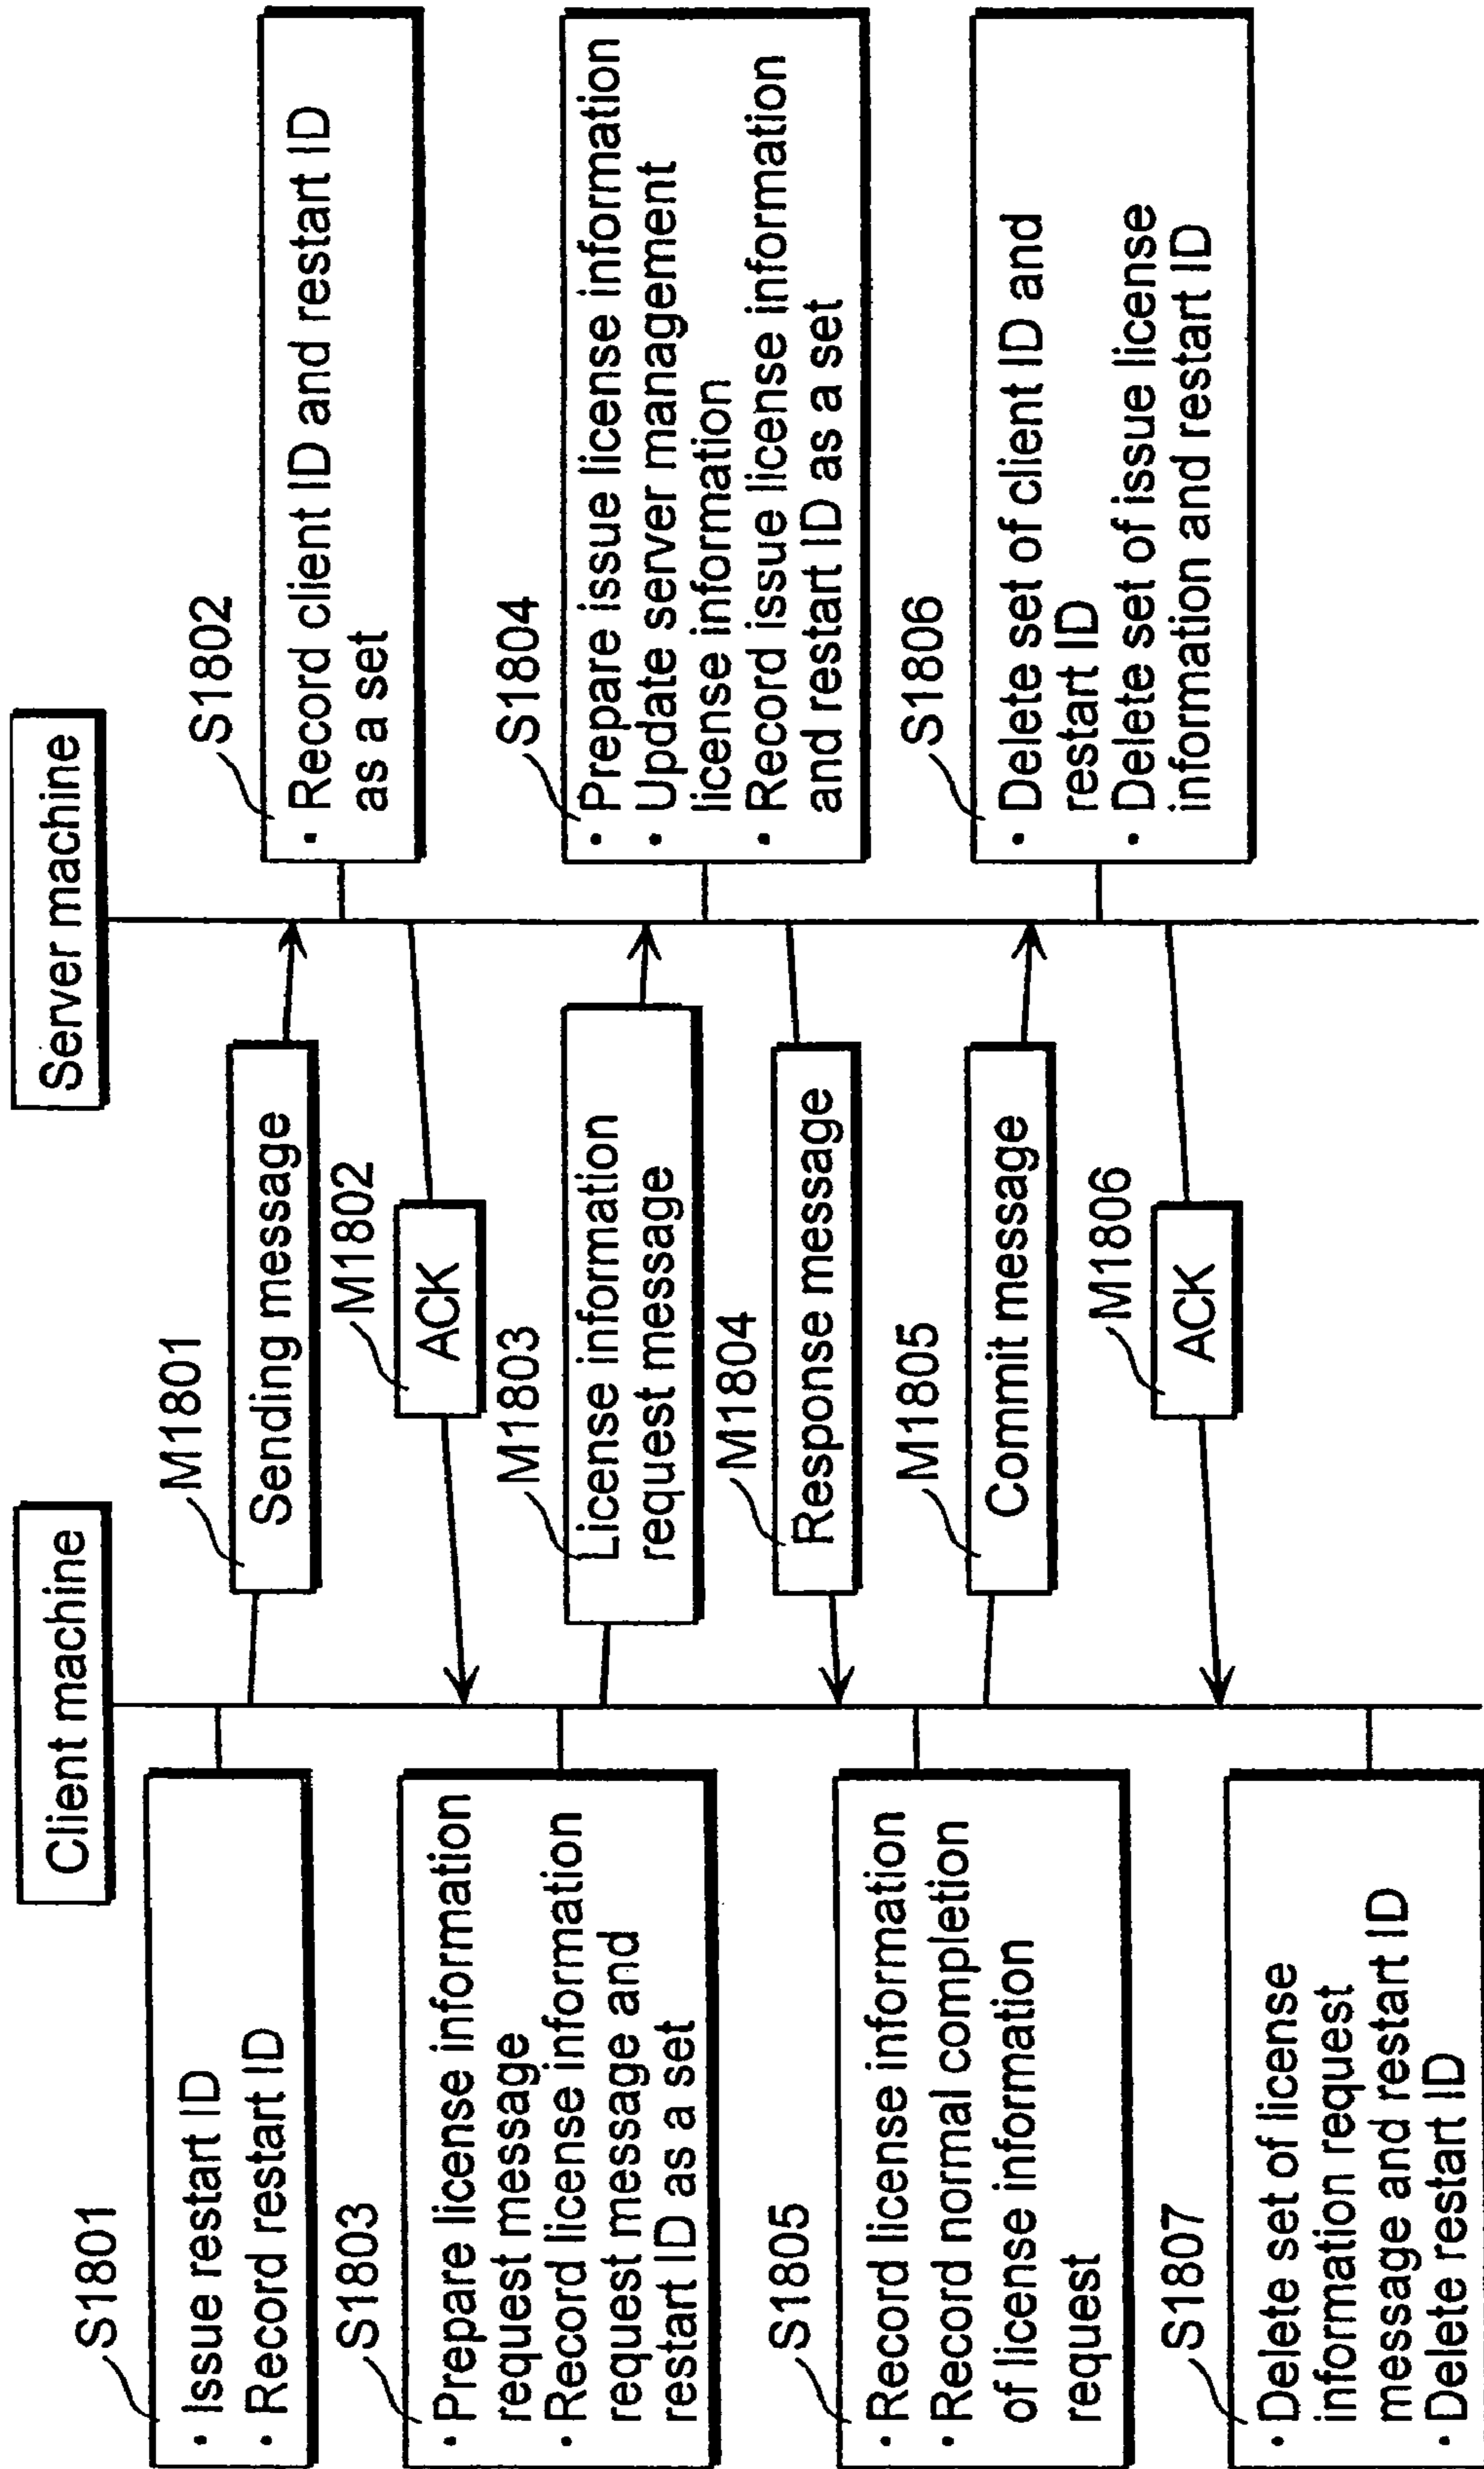 Client machine
Server machine
S1801
• Issue restart ID
• Record restart ID
M1801
Sending message
S1802
• Record client ID and restart ID
as a set
M1802
ACK
S1803
• Prepare license information
request message
• Record license information
request message and
restart ID as a set
M1803
License information
request message
S1804
• Prepare issue license information
• Update server management
license information
• Record issue license information
and restart ID as a set
M1804
Response message
S1805
• Record license information
• Record normal completion
of license information
request
M1805
Commit message
S1806
• Delete set of client ID and
restart ID
• Delete set of issue license
information and restart ID
M1806
ACK
S1807
• Delete set of license
information request
message and restart ID
• Delete restart ID